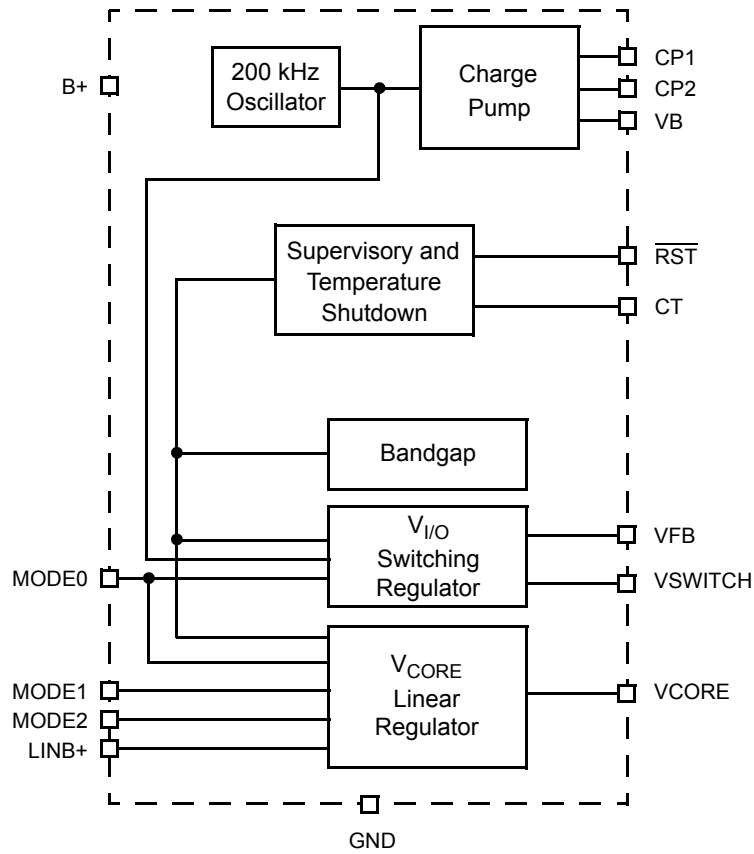 B+
200 kHz
Oscillator
Charge
Pump
CP1
CP2
VB
Supervisory and
Temperature
Shutdown
RST
CT
Bandgap
VI/O
Switching
Regulator
VFB
VSWITCH
MODE0
VCORE
Linear
Regulator
VCORE
MODE1
MODE2
LINB+
GND